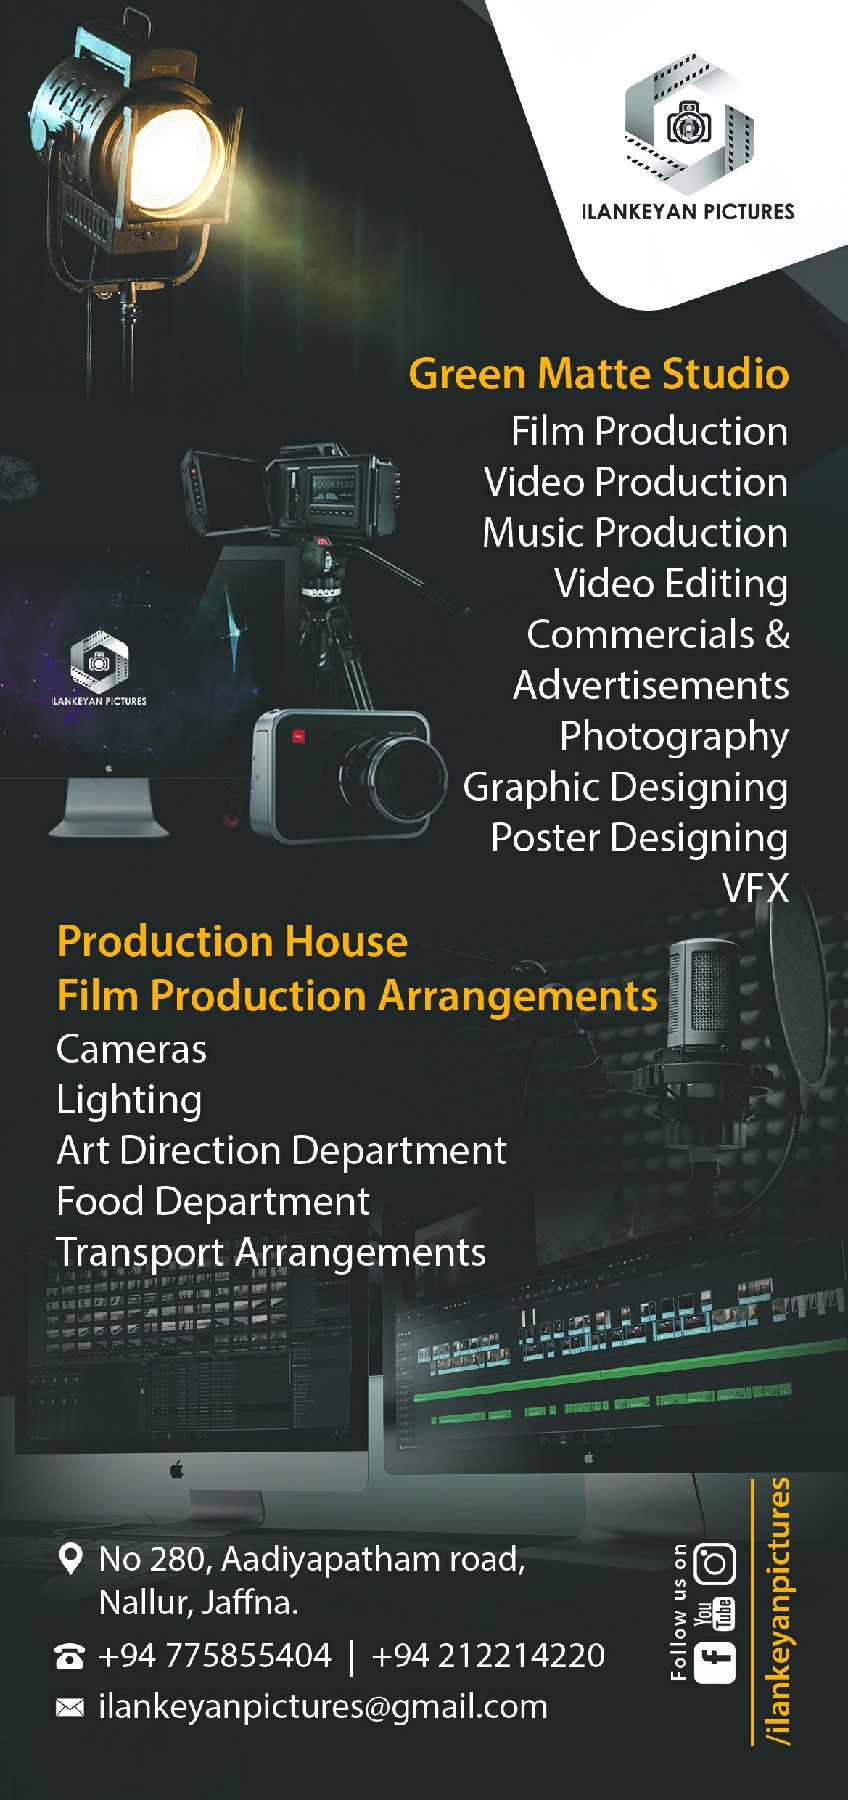 ILANKEYAN PICTURES
Green Matte Studio
Film Production
Video Production
Music Production
Video Editing
Commercials &
Advertisements
Photography
Graphic Designing
Poster Designing
VFX
ILANKEYAN PICTURES
Production House
Film Production Arrangements
Cameras
Lighting
Art Direction Department
Food Department
Transport Arrangements
No 280, Aadiyapatham road,
Nallur, Jaffna.
+94 775855404 | +94 212214220
ilankeyanpictures@gmail.com
Follow us on
You Tube
/ilankeyanpictures